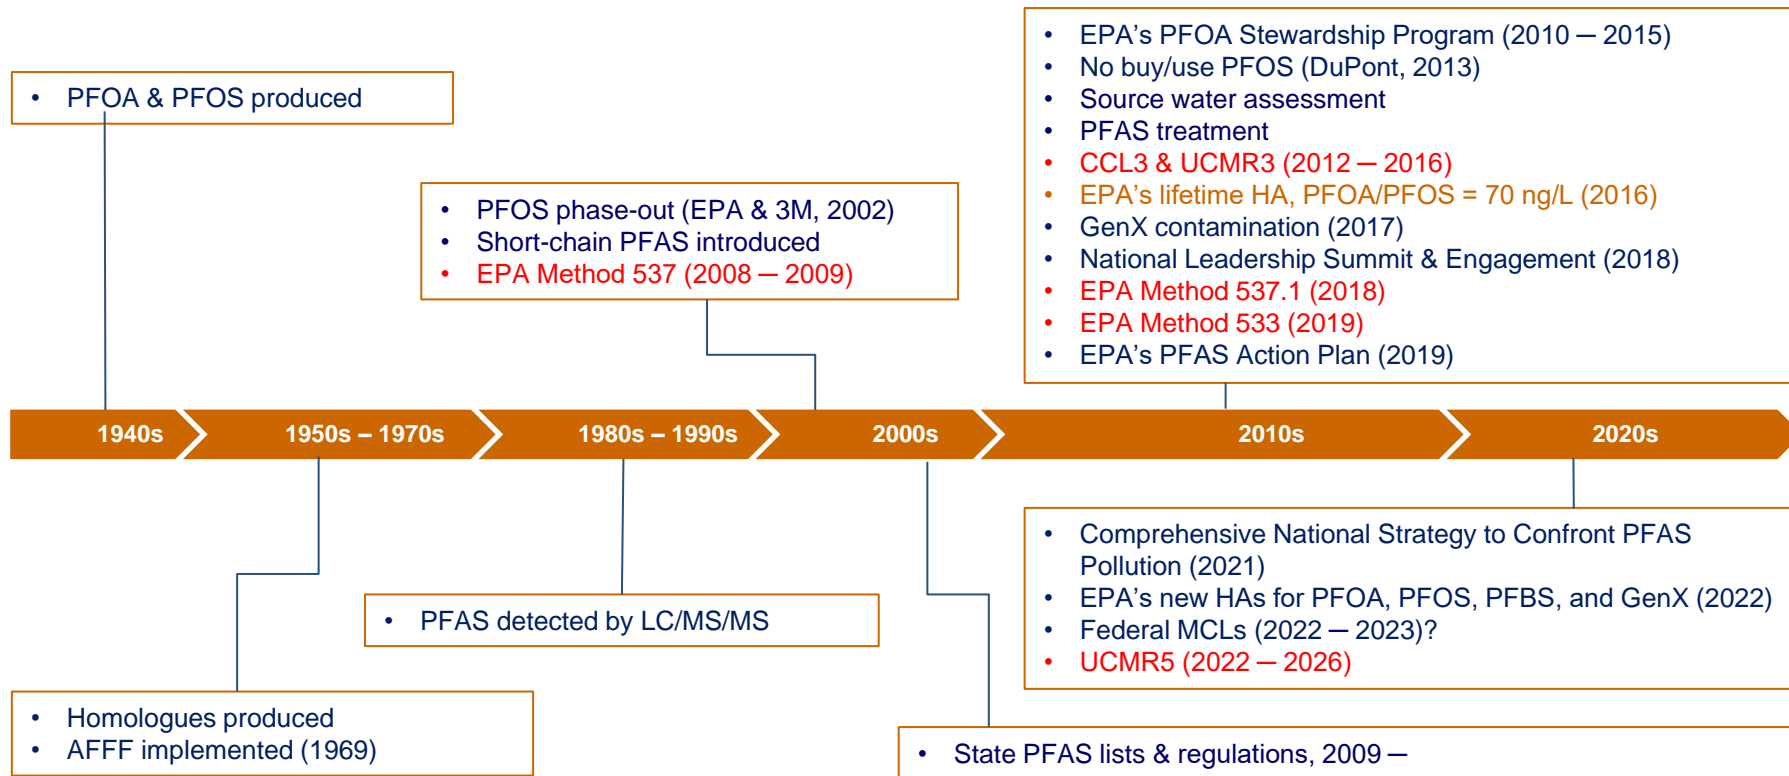 • PFOA & PFOS produced
• PFOS phase-out (EPA & 3M, 2002)
• Short-chain PFAS introduced
• EPA Method 537 (2008 — 2009)
• EPA's PFOA Stewardship Program (2010 — 2015)
• No buy/use PFOS (DuPont, 2013)
• Source water assessment
• PFAS treatment
• CCL3 & UCMR3 (2012 — 2016)
• EPA's lifetime HA, PFOA/PFOS = 70 ng/L (2016)
• GenX contamination (2017)
• National Leadership Summit & Engagement (2018)
• EPA Method 537.1 (2018)
• EPA Method 533 (2019)
• EPA's PFAS Action Plan (2019)
1940s
1950s – 1970s
1980s – 1990s
2000s
2010s
2020s
• Homologues produced
• AFFF implemented (1969)
• PFAS detected by LC/MS/MS
• State PFAS lists & regulations, 2009 —
• Comprehensive National Strategy to Confront PFAS
Pollution (2021)
• EPA's new HAs for PFOA, PFOS, PFBS, and GenX (2022)
• Federal MCLs (2022 — 2023)?
• UCMR5 (2022 — 2026)